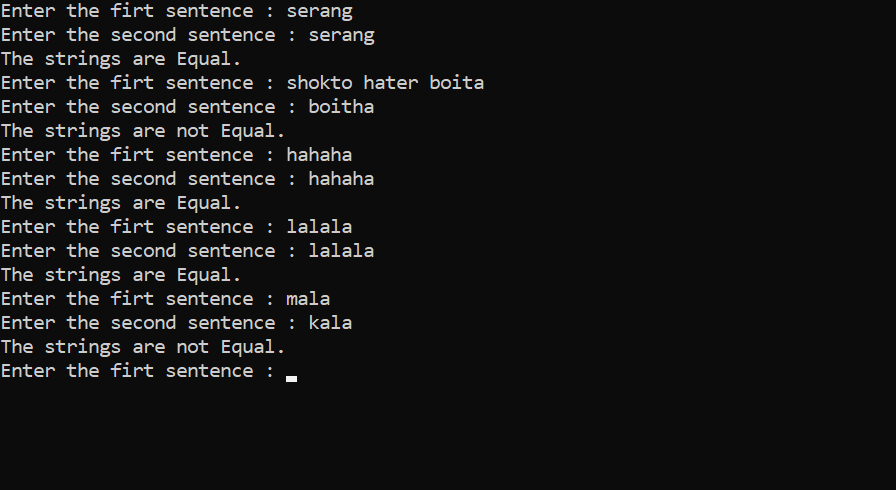 Enter the firt sentence : serang
Enter the second sentence : serang
The strings are Equal.
Enter the firt sentence : shokto hater boita
Enter the second sentence : boitha
The strings are not Equal.
Enter the firt sentence : hahaha
Enter the second sentence : hahaha
The strings are Equal.
Enter the firt sentence : lalala
Enter the second sentence : lalala
The strings are Equal.
Enter the firt sentence : mala
Enter the second sentence : kala
The strings are not Equal.
Enter the firt sentence :